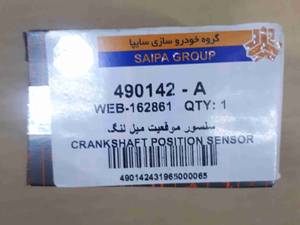 گروه خودرو سازی سایپا
SAIPA GROUP
490142 - A
WEB-162861 QTY: 1
سنسور موقعیت میل لنگ
CRANKSHAFT POSITION SENSOR
490142431965000065